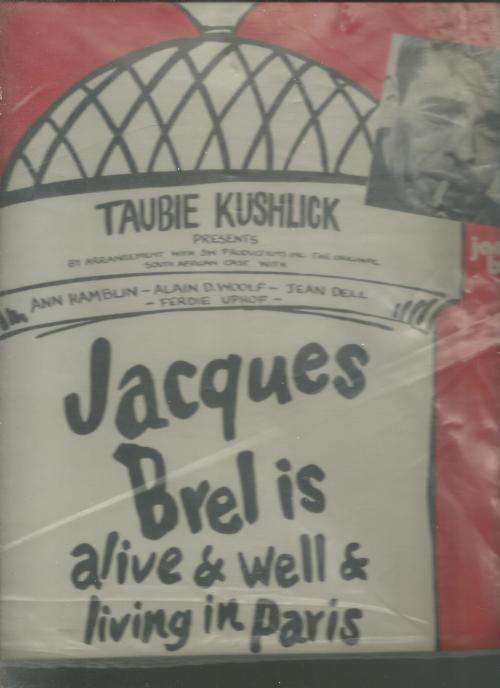 TAUBIE KUSHLICK
PRESENTS
BY ARRANGEMENT WITH 3M PRODUCTIONS INC. THE ORIGINAL
SOUTH AFRICAN CAST WITH
ANN HAMBLIN - ALAIN D. WOOLF - JEAN DELL
- FERDIE UPHOF -
Jacques
Brel is
alive & well &
living in Paris